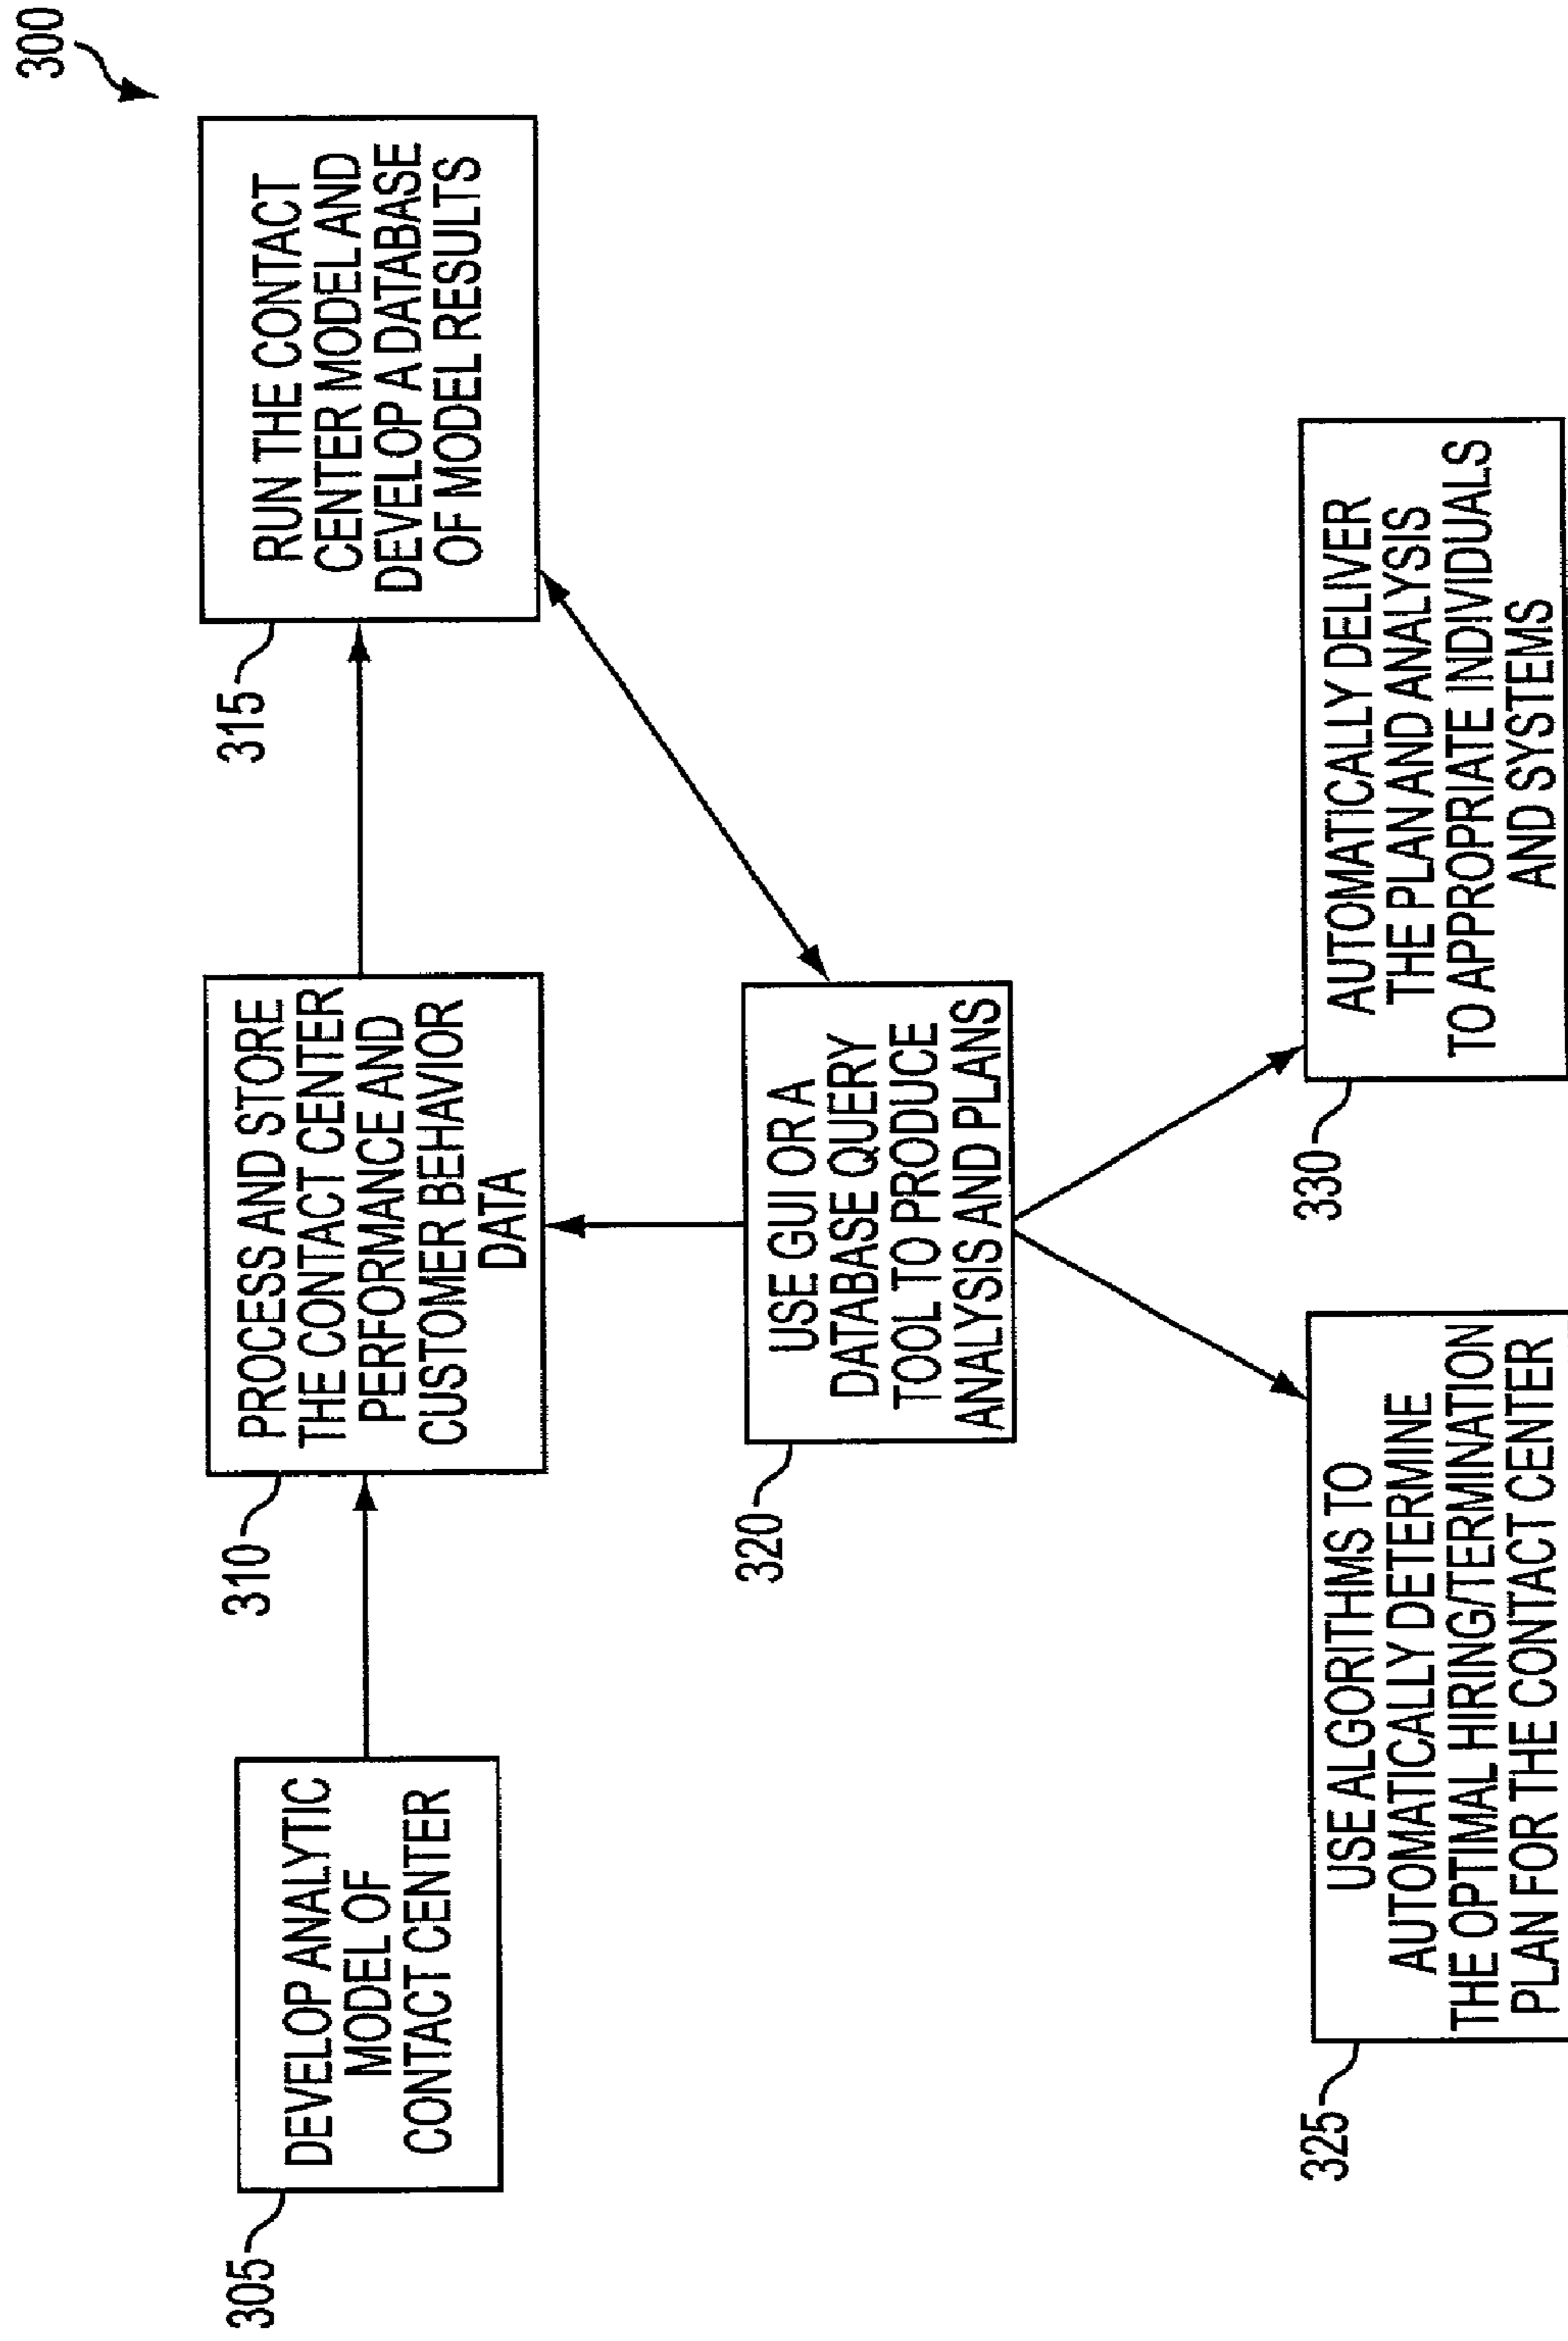 300
305
DEVELOP ANALYTIC
MODEL OF
CONTACT CENTER
310
PROCESS AND STORE
THE CONTACT CENTER
PERFORMANCE AND
CUSTOMER BEHAVIOR
DATA
315
RUN THE CONTACT
CENTER MODEL AND
DEVELOP A DATABASE
OF MODEL RESULTS
320
USE GUI OR A
DATABASE QUERY
TOOL TO PRODUCE
ANALYSIS AND PLANS
325
USE ALGORITHMS TO
AUTOMATICALLY DETERMINE
THE OPTIMAL HIRING/TERMINATION
PLAN FOR THE CONTACT CENTER
330
AUTOMATICALLY DELIVER
THE PLAN AND ANALYSIS
TO APPROPRIATE INDIVIDUALS
AND SYSTEMS